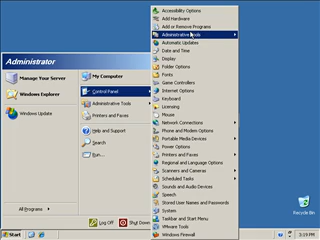 Administrator
Manage Your Server
Windows Explorer
Windows Update
All Programs
My Computer
Control Panel
Administrative Tools
Printers and Faxes
Help and Support
Search
Run...
Log Off
Shut Down
Accessibility Options
Add Hardware
Add or Remove Programs
Administrative Tools
Automatic Updates
Date and Time
Display
Folder Options
Fonts
Game Controllers
Internet Options
Keyboard
Licensing
Mouse
Network Connections
Phone and Modem Options
Portable Media Devices
Power Options
Printers and Faxes
Regional and Language Options
Scanners and Cameras
Scheduled Tasks
Sounds and Audio Devices
Speech
Stored User Names and Passwords
System
Taskbar and Start Menu
VMware Tools
Windows Firewall
Recycle Bin
Start
3:19 PM